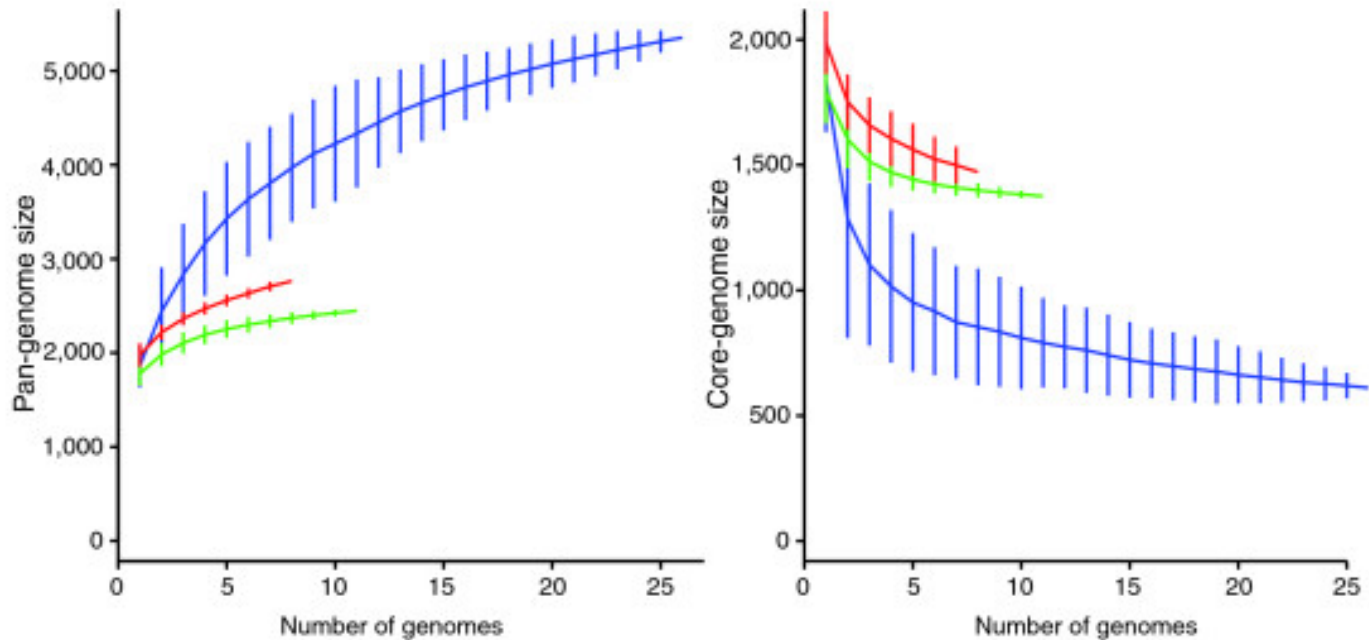 Pan-genome size
5,000
4,000
3,000
2,000
1,000
0
0 5 10 15 20 25
Number of genomes
Core-genome size
2,000
1,500
1,000
500
0
0 5 10 15 20 25
Number of genomes